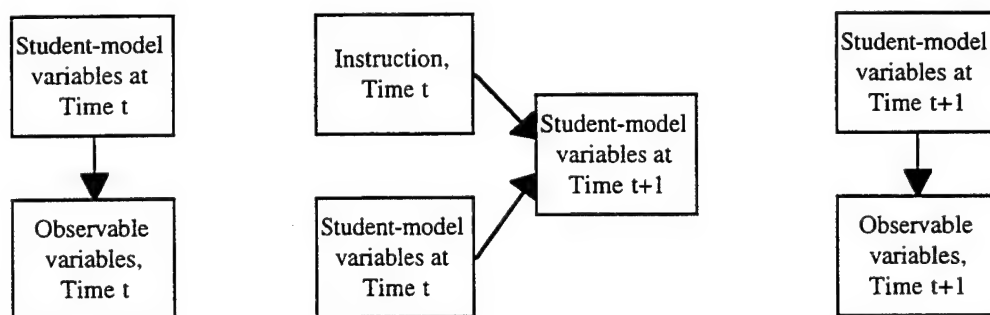 Student-model
variables at
Time t
Observable
variables,
Time t
Instruction,
Time t
Student-model
variables at
Time t
Student-model
variables at
Time t+1
Student-model
variables at
Time t+1
Observable
variables,
Time t+1